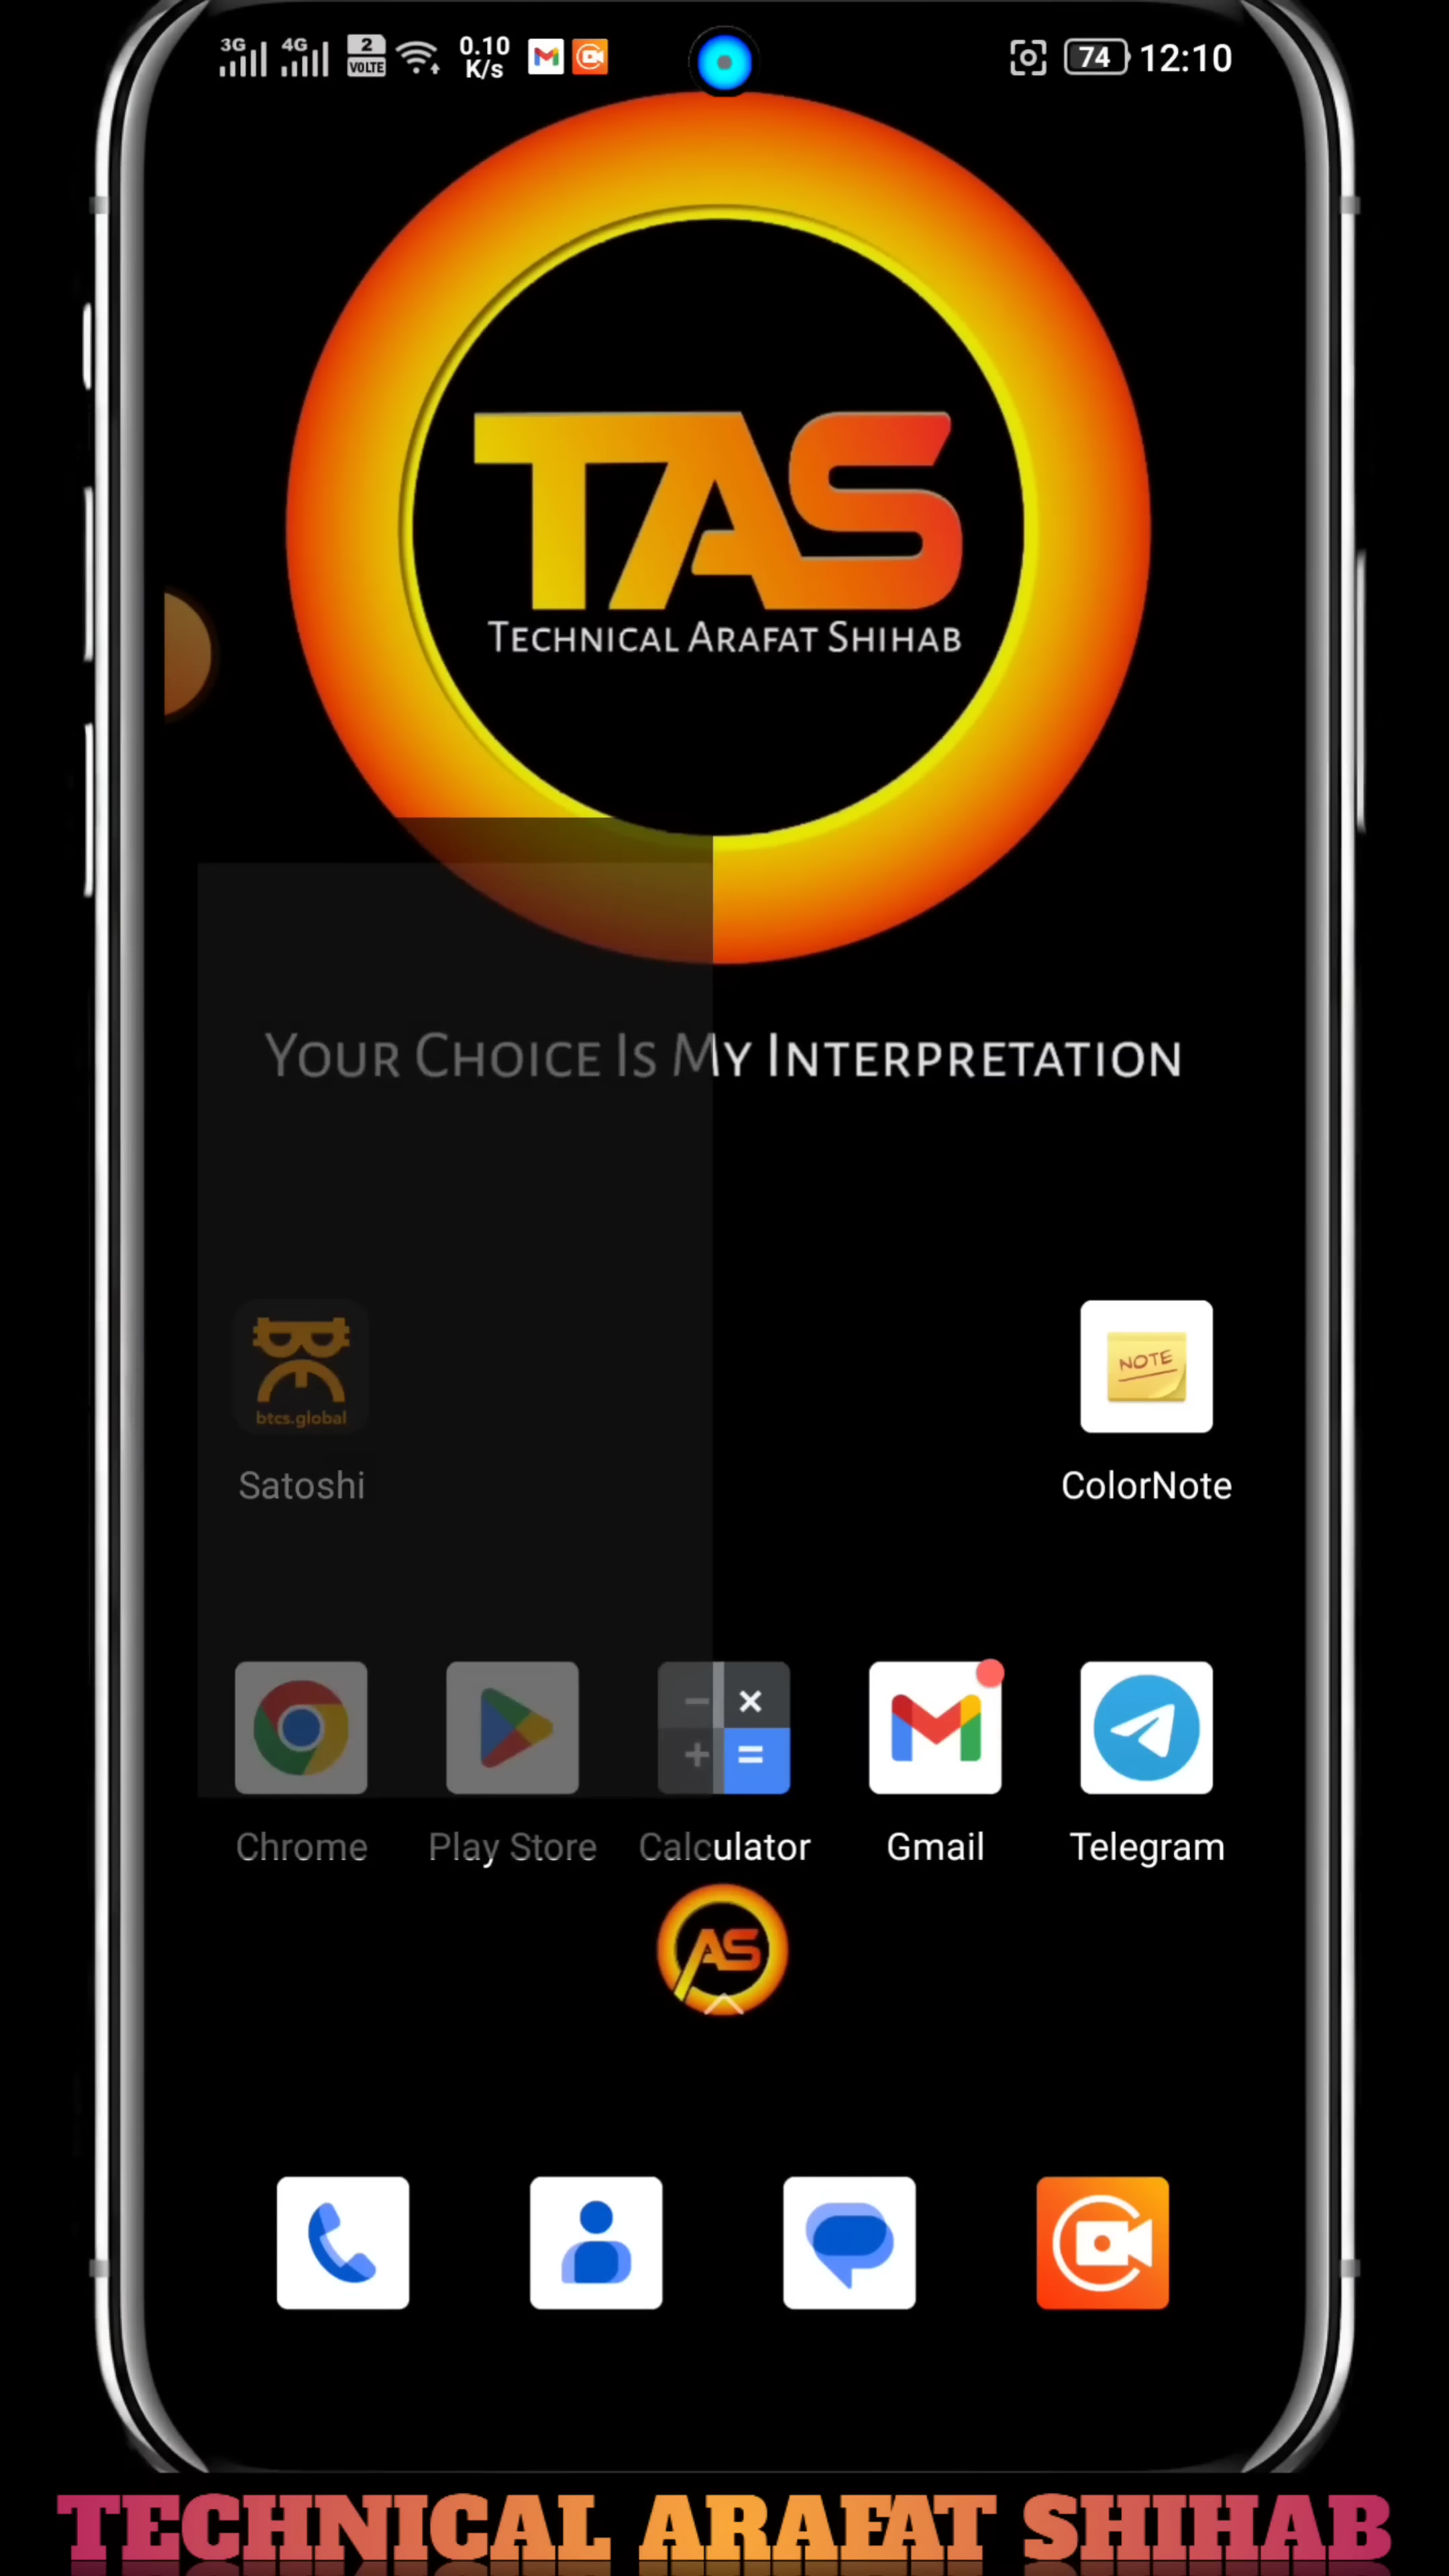 3G 4G 2 VOLTE 0.10 K/s 74 12:10
TAS
TECHNICAL ARAFAT SHIHAB
YOUR CHOICE IS MY INTERPRETATION
btcs.global
NOTE
Satoshi ColorNote
Chrome Play Store Calculator Gmail Telegram
AS
TECHNICAL ARAFAT SHIHAB